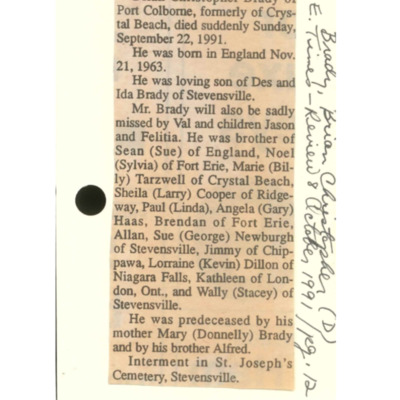 Port Colborne, formerly of Crys-
tal Beach, died suddenly Sunday,
September 22, 1991.
He was born in England Nov.
21, 1963.
He was loving son of Des and
Ida Brady of Stevensville.
Mr. Brady will also be sadly
missed by Val and children Jason
and Felitia. He was brother of
Sean (Sue) of England, Noel
(Sylvia) of Fort Erie, Marie (Bil-
ly) Tarzwell of Crystal Beach,
Sheila (Larry) Cooper of Ridge-
way, Paul (Linda), Angela (Gary)
Haas, Brendan of Fort Erie,
Allan, Sue (George) Newburgh
of Stevensville, Jimmy of Chip-
pawa, Lorraine (Kevin) Dillon of
Niagara Falls, Kathleen of Lon-
don, Ont., and Wally (Stacey) of
Stevensville.
He was predeceased by his
mother Mary (Donnelly) Brady
and by his brother Alfred.
Interment in St. Joseph's
Cemetery, Stevensville.
Brady, Brian Christopher (D)
E. Times-Review 8 October, 1991 / pg. 12